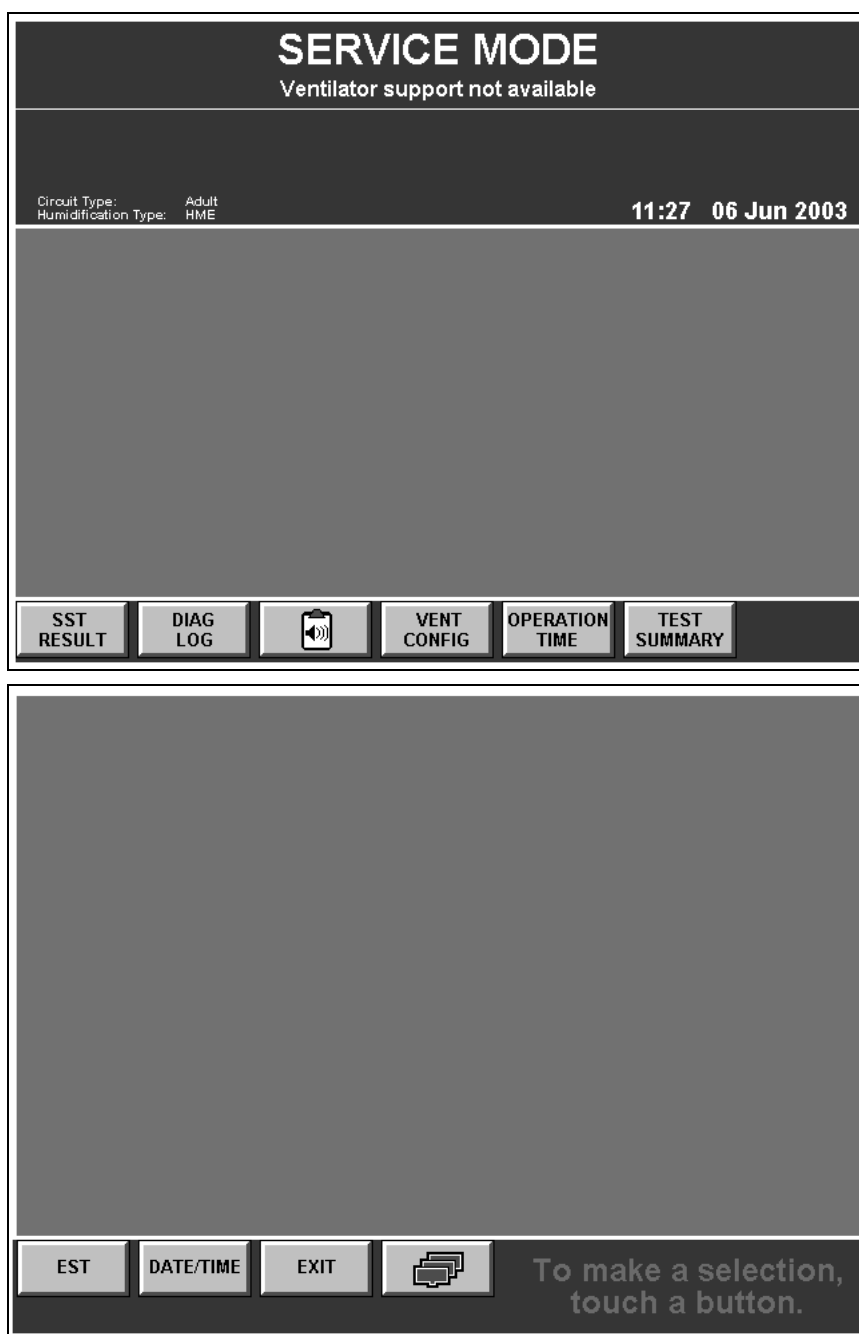 SERVICE MODE
Ventilator support not available
Circuit Type: Adult
Humidification Type: HME
11:27 06 Jun 2003
SST RESULT
DIAG LOG
VENT CONFIG
OPERATION TIME
TEST SUMMARY
EST
DATE/TIME
EXIT
To make a selection,
touch a button.